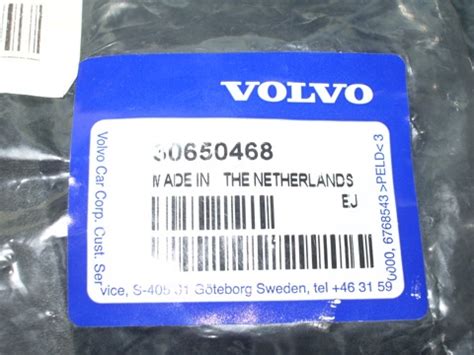 VOLVO
30650468
MADE IN THE NETHERLANDS
EJ
Volvo Car Corp. Cust. Ser
vice, S-405 31 Göteborg Sweden, tel +46 31 59
0000, 6768543 >PELD< 3